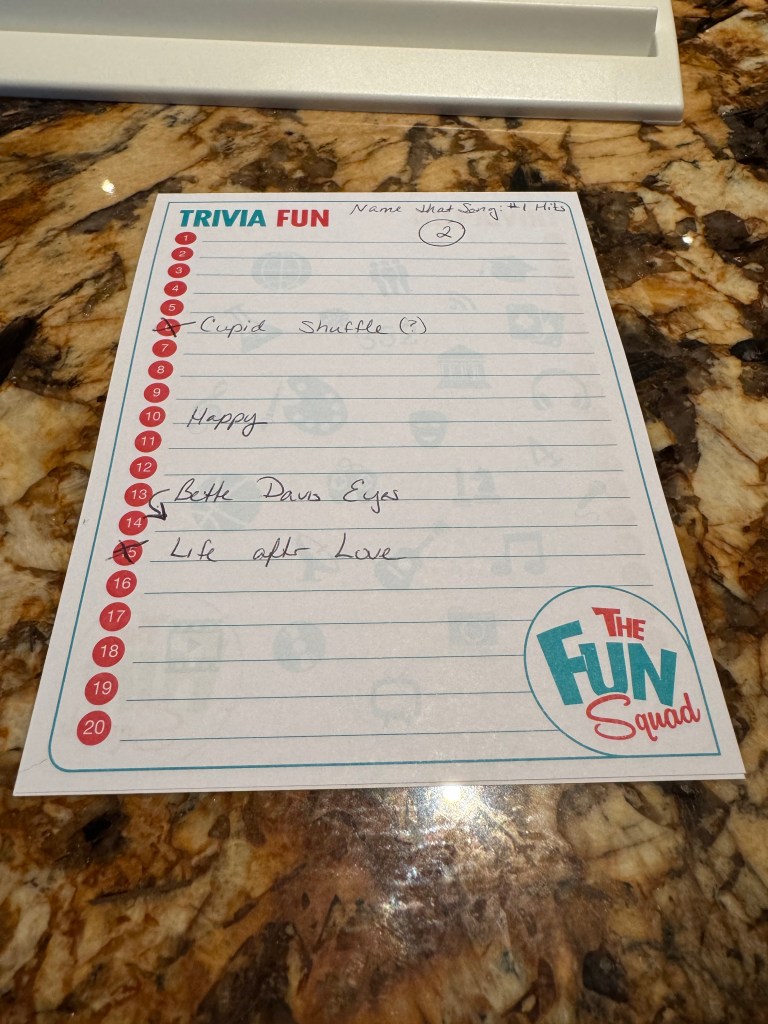 TRIVIA FUN Name that Song: #1 Hits
1 2
2
3
4
5
Cupid Shuffle (?)
7
8
9
10 Happy
11
12
13 Bette Davis Eyes
14
15 Life after Love
16
17
18
19
20
THE
FUN
Squad